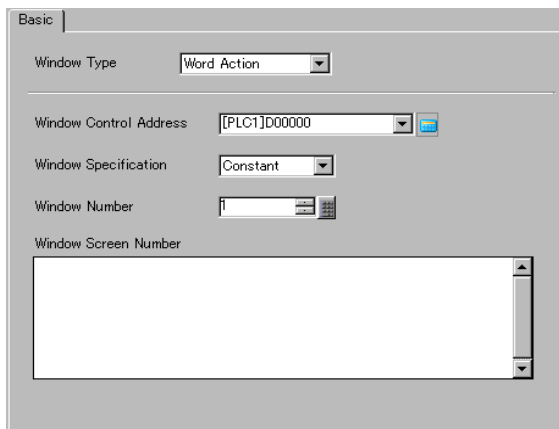 Basic
Window Type Word Action
Window Control Address [PLC1]D00000
Window Specification Constant
Window Number 1
Window Screen Number